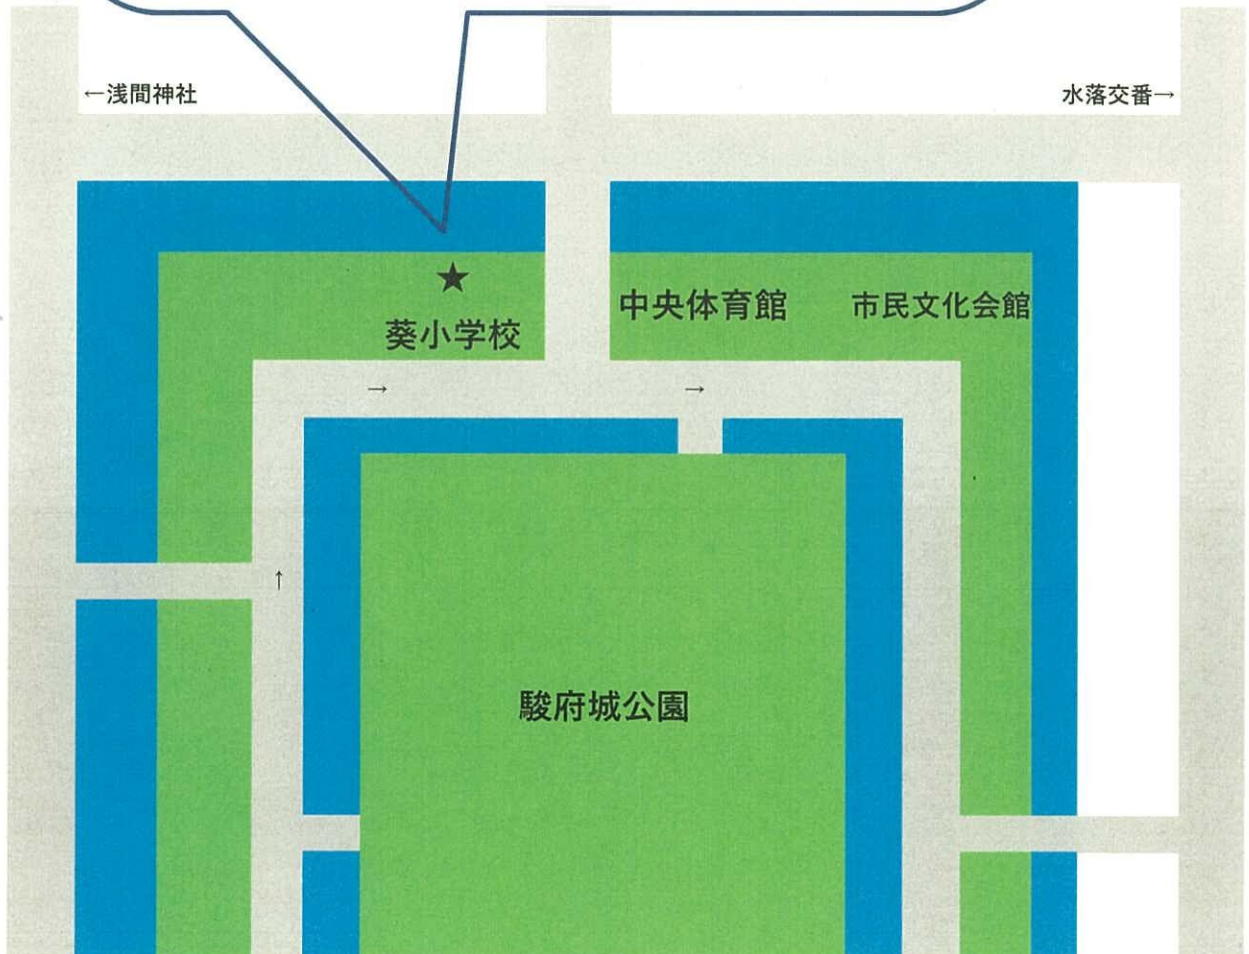 ←浅間神社
水落交番→
★
葵小学校
中央体育館
市民文化会館
→
→
↑
駿府城公園